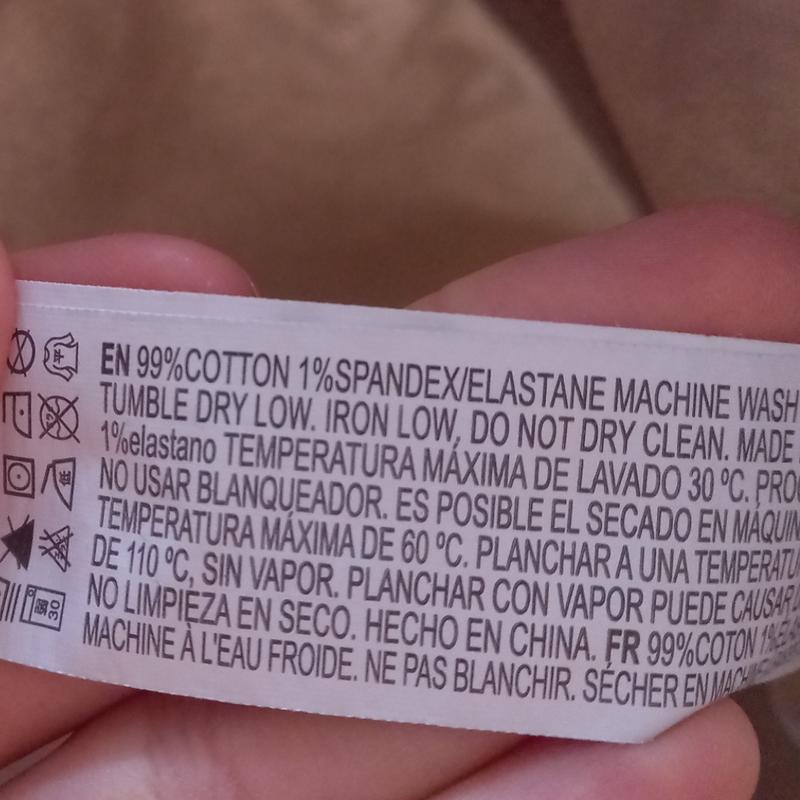 EN 99%COTTON 1%SPANDEX/ELASTANE MACHINE WASH
TUMBLE DRY LOW. IRON LOW, DO NOT DRY CLEAN. MADE
1%elastano TEMPERATURA MÁXIMA DE LAVADO 30 ºC.
NO USAR BLANQUEADOR. ES POSIBLE EL SECADO EN
TEMPERATURA MÁXIMA DE 60 ºC. PLANCHAR A UNA
DE 110 ºC, SIN VAPOR. PLANCHAR CON VAPOR PUEDE
NO LIMPIEZA EN SECO. HECHO EN CHINA. FR 99%COTON
MACHINE À L'EAU FROIDE. NE PAS BLANCHIR. SÉCHER EN
30